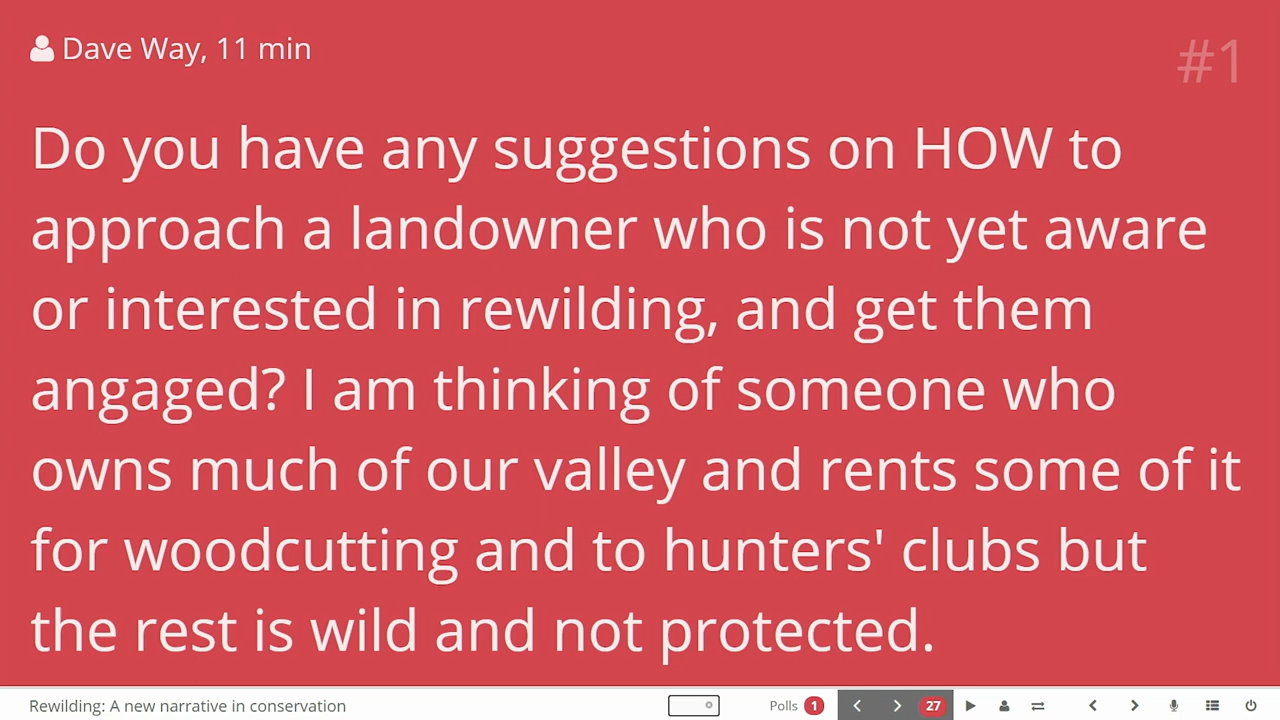 Dave Way, 11 min
#1
Do you have any suggestions on HOW to
approach a landowner who is not yet aware
or interested in rewilding, and get them
angaged? I am thinking of someone who
owns much of our valley and rents some of it
for woodcutting and to hunters' clubs but
the rest is wild and not protected.
Rewilding: A new narrative in conservation
Polls 1
27